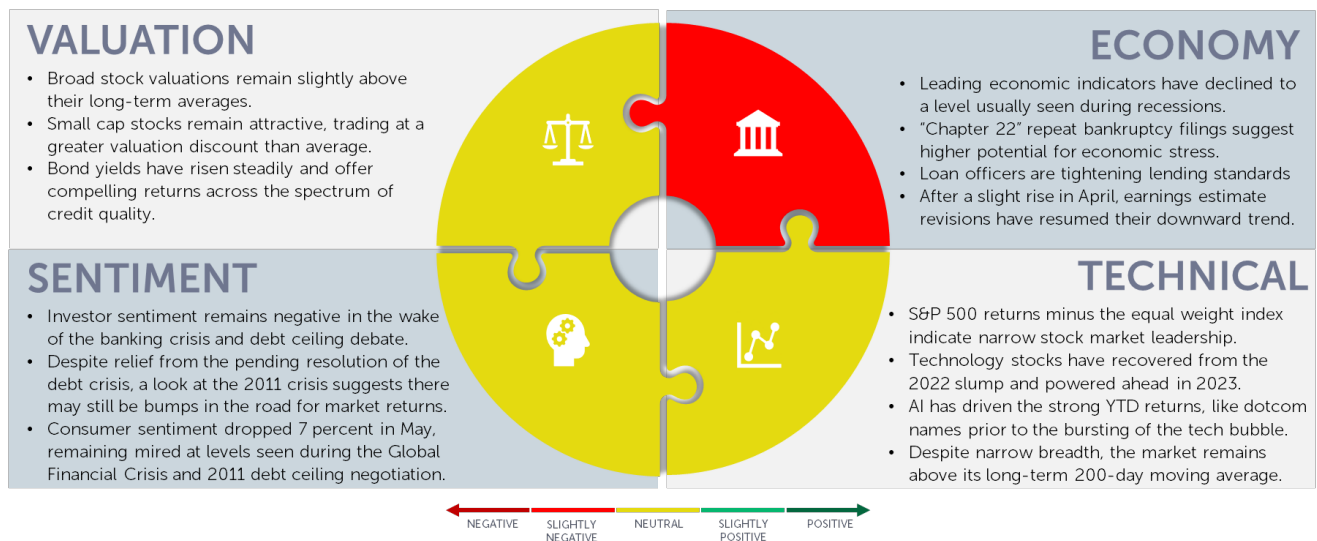 VALUATION
• Broad stock valuations remain slightly above
their long-term averages.
• Small cap stocks remain attractive, trading at a
greater valuation discount than average.
• Bond yields have risen steadily and offer
compelling returns across the spectrum of
credit quality.
ECONOMY
• Leading economic indicators have declined to
a level usually seen during recessions.
• “Chapter 22” repeat bankruptcy filings suggest
higher potential for economic stress.
• Loan officers are tightening lending standards
• After a slight rise in April, earnings estimate
revisions have resumed their downward trend.
SENTIMENT
• Investor sentiment remains negative in the wake
of the banking crisis and debt ceiling debate.
• Despite relief from the pending resolution of the
debt crisis, a look at the 2011 crisis suggests there
may still be bumps in the road for market returns.
• Consumer sentiment dropped 7 percent in May,
remaining mired at levels seen during the Global
Financial Crisis and 2011 debt ceiling negotiation.
TECHNICAL
• S&P 500 returns minus the equal weight index
indicate narrow stock market leadership.
• Technology stocks have recovered from the
2022 slump and powered ahead in 2023.
• AI has driven the strong YTD returns, like dotcom
names prior to the bursting of the tech bubble.
• Despite narrow breadth, the market remains
above its long-term 200-day moving average.
NEGATIVE
SLIGHTLY
NEGATIVE
NEUTRAL
SLIGHTLY
POSITIVE
POSITIVE